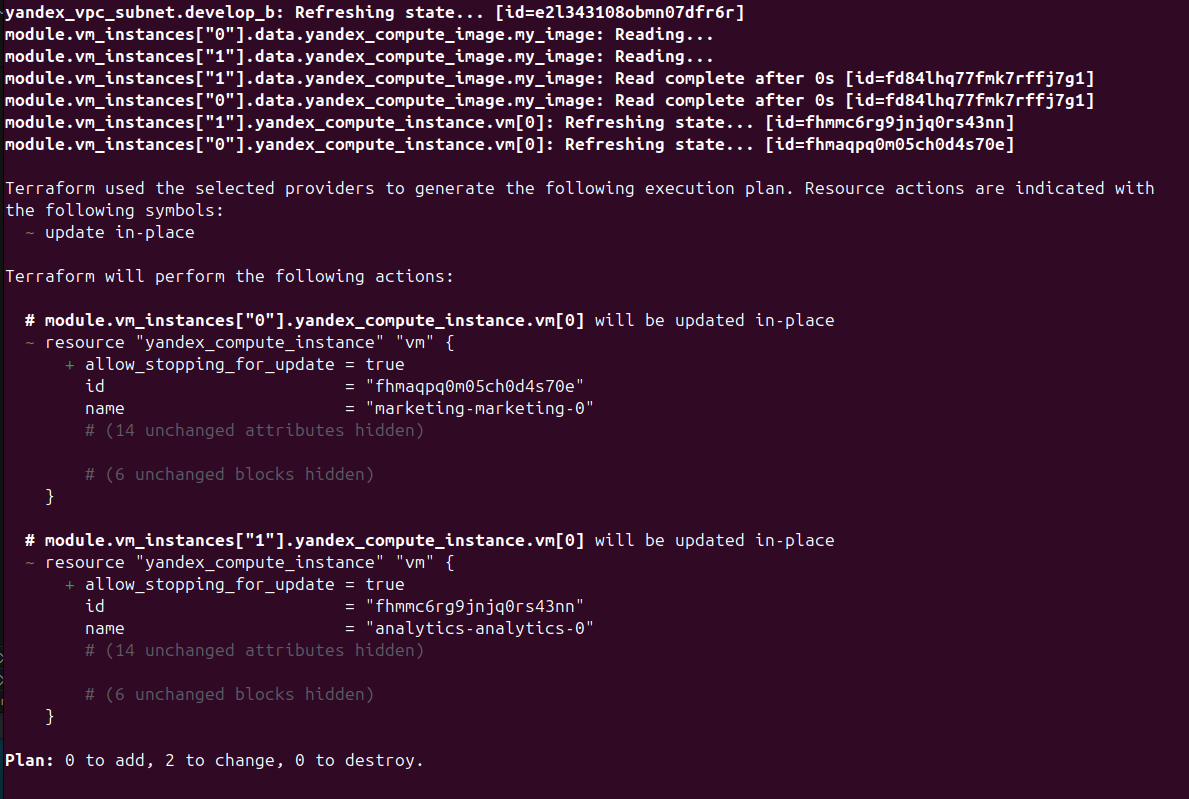 yandex_vpc_subnet.develop_b: Refreshing state... [id=e2l343108obmn07dfr6r]
module.vm_instances["0"].data.yandex_compute_image.my_image: Reading...
module.vm_instances["1"].data.yandex_compute_image.my_image: Reading...
module.vm_instances["1"].data.yandex_compute_image.my_image: Read complete after 0s [id=fd84lhq77fmk7rffj7g1]
module.vm_instances["0"].data.yandex_compute_image.my_image: Read complete after 0s [id=fd84lhq77fmk7rffj7g1]
module.vm_instances["1"].yandex_compute_instance.vm[0]: Refreshing state... [id=fhmmc6rg9jnjq0rs43nn]
module.vm_instances["0"].yandex_compute_instance.vm[0]: Refreshing state... [id=fhmaqpq0m05ch0d4s70e]

Terraform used the selected providers to generate the following execution plan. Resource actions are indicated with
the following symbols:
  ~ update in-place

Terraform will perform the following actions:

  # module.vm_instances["0"].yandex_compute_instance.vm[0] will be updated in-place
  ~ resource "yandex_compute_instance" "vm" {
      + allow_stopping_for_update = true
        id                        = "fhmaqpq0m05ch0d4s70e"
        name                      = "marketing-marketing-0"
        # (14 unchanged attributes hidden)

        # (6 unchanged blocks hidden)
    }

  # module.vm_instances["1"].yandex_compute_instance.vm[0] will be updated in-place
  ~ resource "yandex_compute_instance" "vm" {
      + allow_stopping_for_update = true
        id                        = "fhmmc6rg9jnjq0rs43nn"
        name                      = "analytics-analytics-0"
        # (14 unchanged attributes hidden)

        # (6 unchanged blocks hidden)
    }

Plan: 0 to add, 2 to change, 0 to destroy.